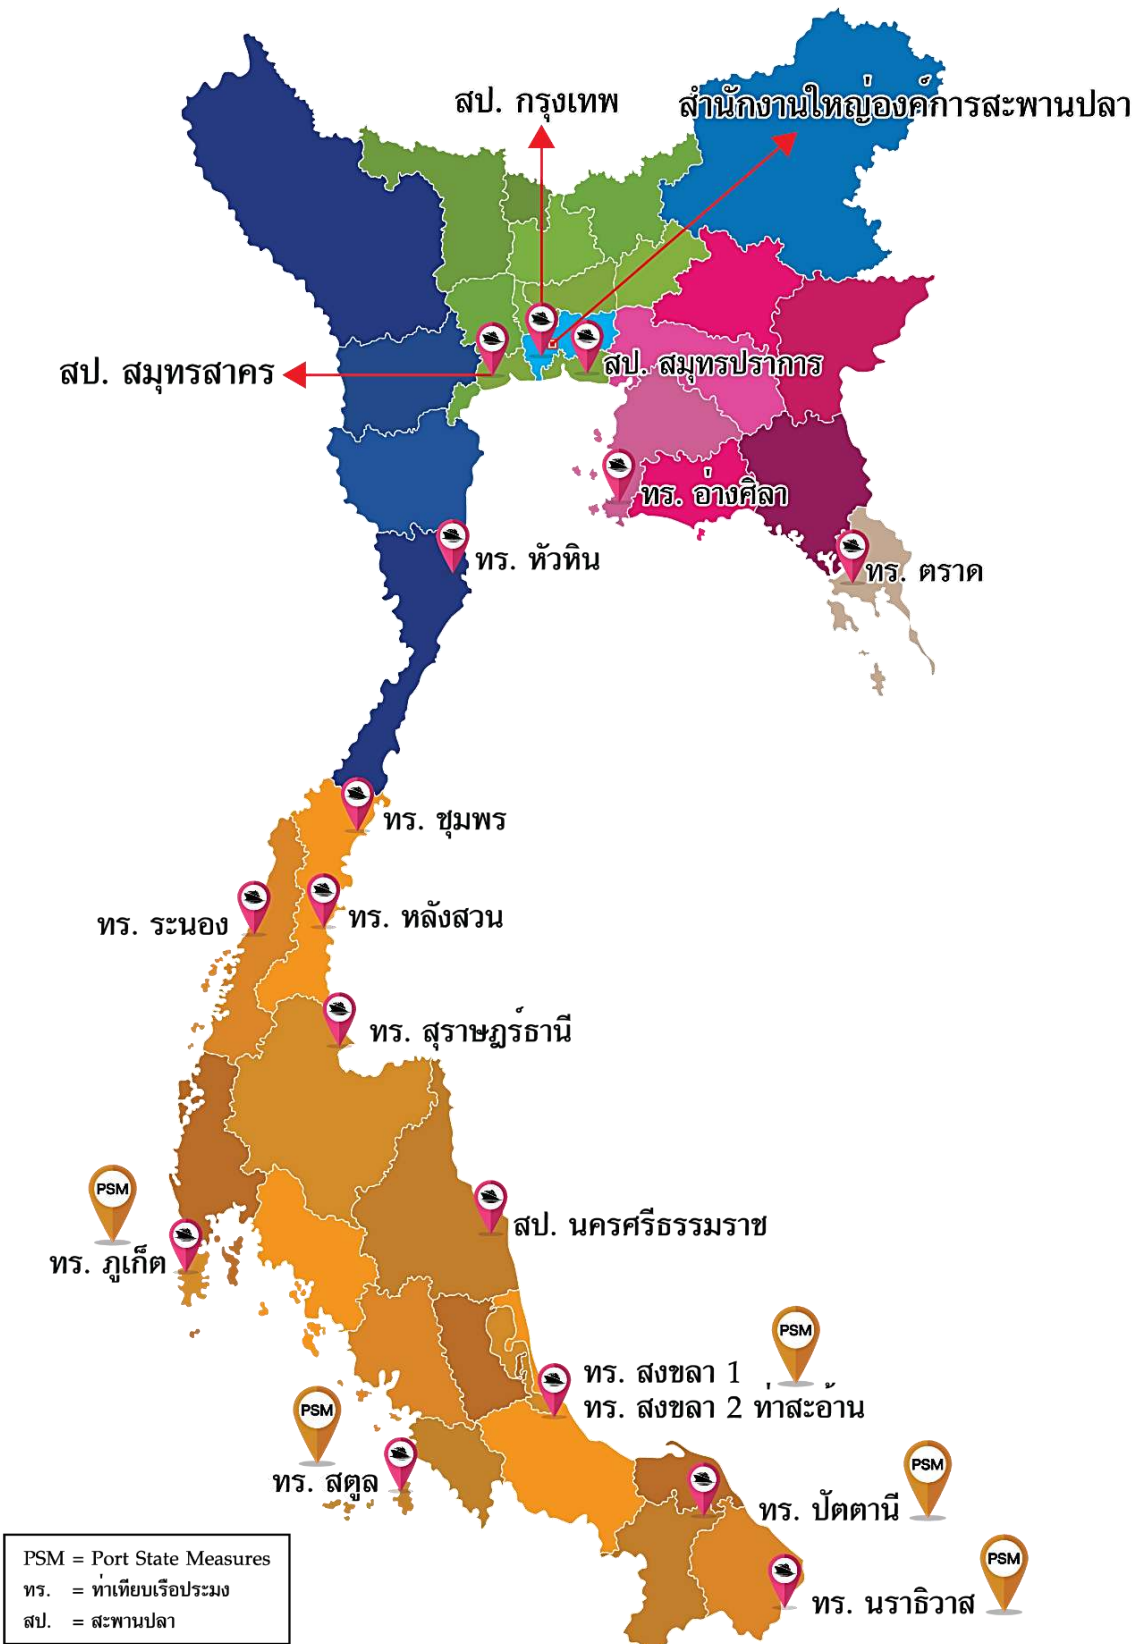 สป. กรุงเทพ
สำนักงานใหญ่องค์การสะพานปลา
สป. สมุทรสาคร
สป. สมุทรปราการ
ทร. อ่างศิลา
ทร. หัวหิน
ทร. ตราด
ทร. ชุมพร
ทร. ระนอง
ทร. หลังสวน
ทร. สุราษฎร์ธานี
PSM
ทร. ภูเก็ต
สป. นครศรีธรรมราช
PSM
ทร. สงขลา 1
ทร. สงขลา 2 ท่าสะอ้าน
PSM
ทร. สตูล
PSM
ทร. ปัตตานี
PSM
ทร. นราธิวาส
PSM = Port State Measures
ทร. = ท่าเทียบเรือประมง
สป. = สะพานปลา